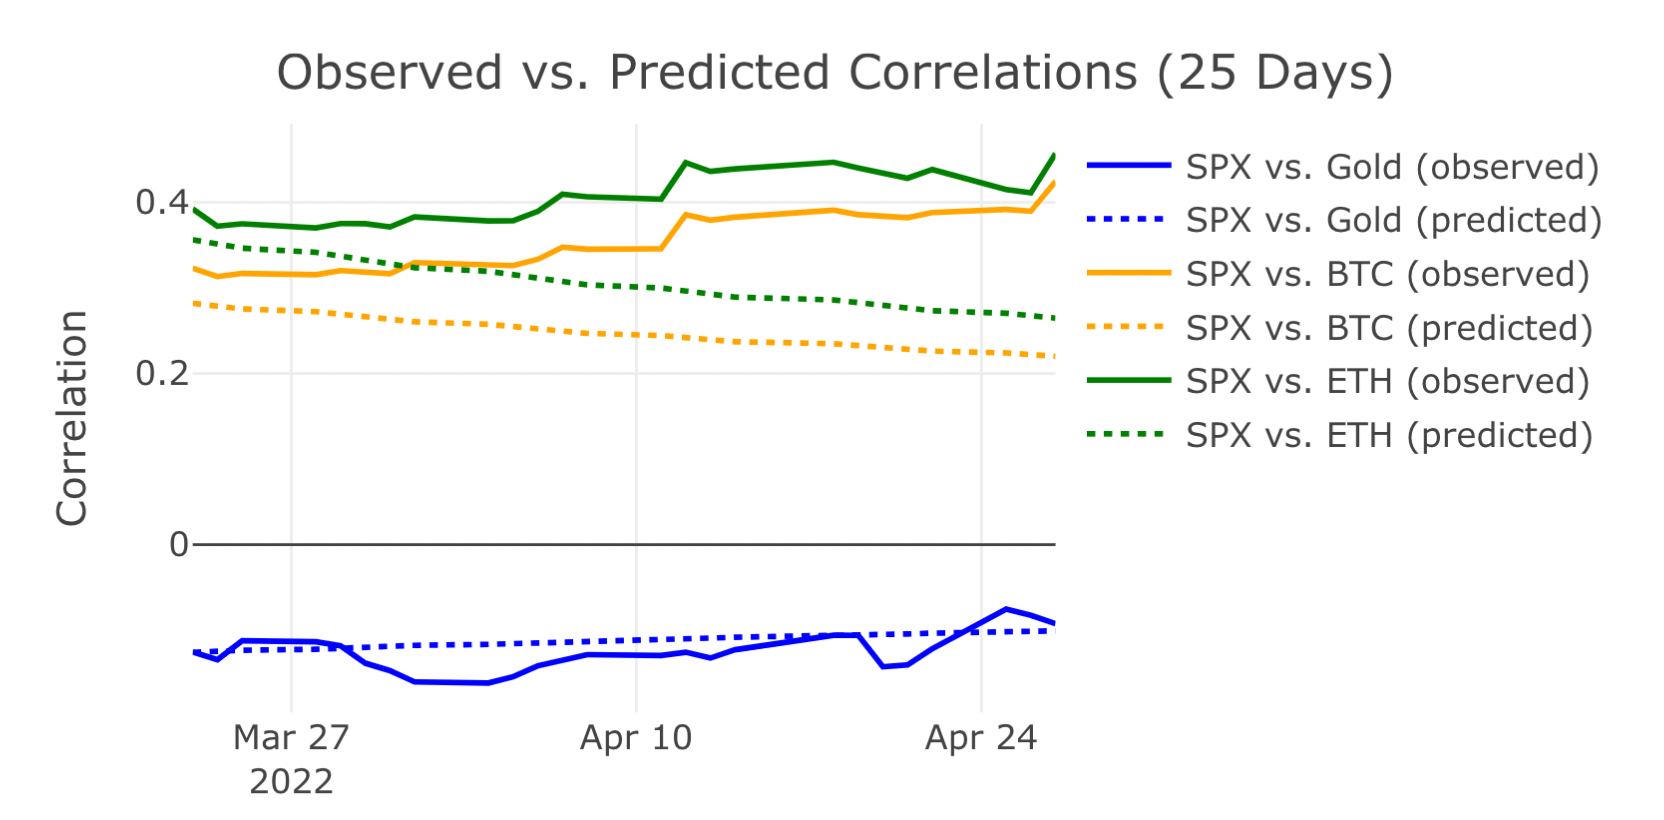 Observed vs. Predicted Correlations (25 Days)
Correlation
0.4
0.2
0
Mar 27
2022
Apr 10
Apr 24
SPX vs. Gold (observed)
SPX vs. Gold (predicted)
SPX vs. BTC (observed)
SPX vs. BTC (predicted)
SPX vs. ETH (observed)
SPX vs. ETH (predicted)